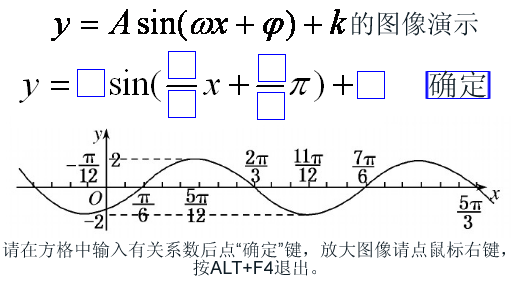 y = A sin(ωx + φ) + k的图像演示
y = □ sin(□/□ x + □/□ π) + □ 确定
y
-π/12 2 2π/3 11π/12 7π/6
O π/6 5π/12 x
-2 5π/3
请在方格中输入有关系数后点“确定”键，放大图像请点鼠标右键，
按ALT+F4退出。